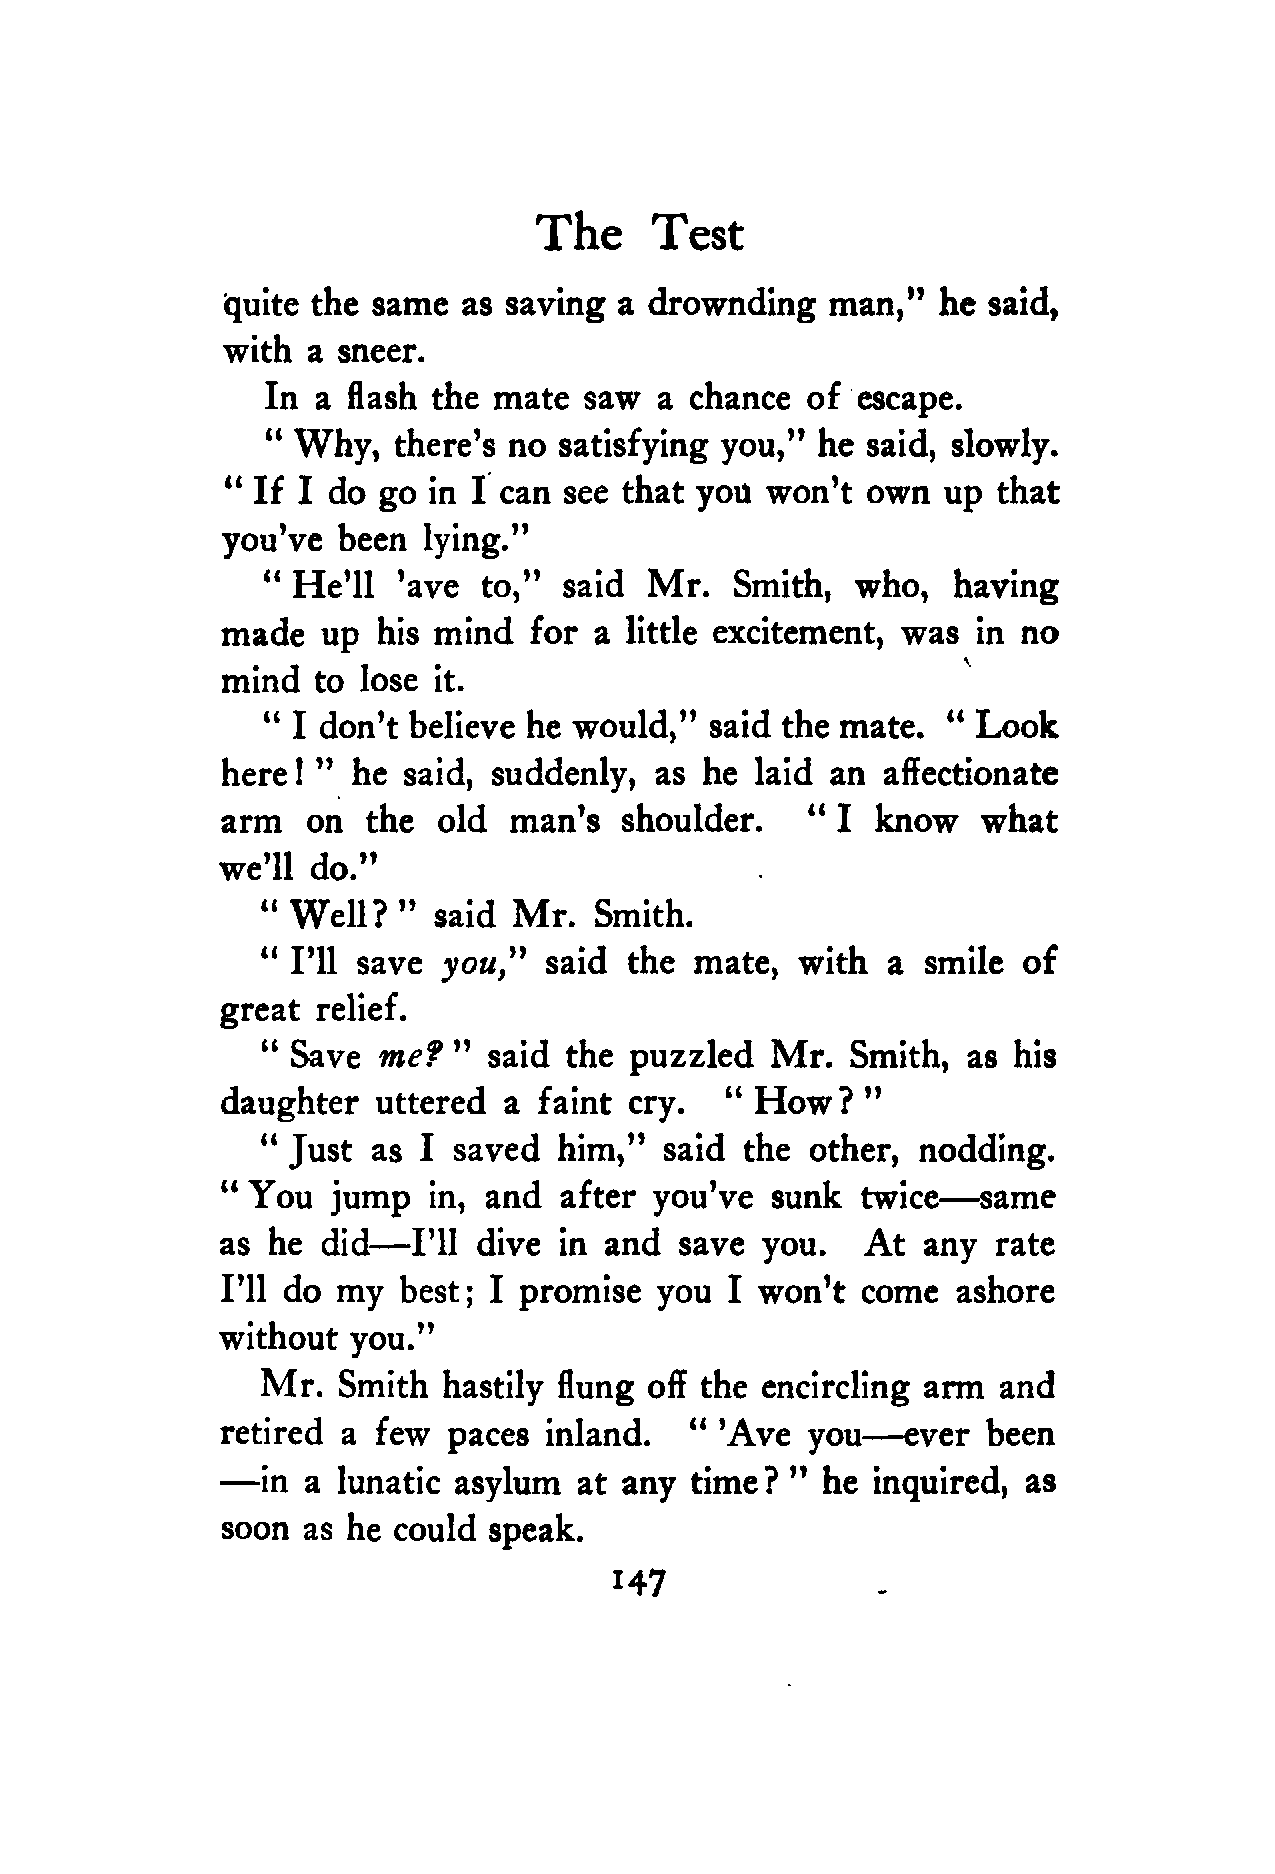 The Test
quite the same as saving a drownding man," he said,
with a sneer.
In a flash the mate saw a chance of escape.
" Why, there's no satisfying you," he said, slowly.
" If I do go in I can see that you won't own up that
you've been lying."
" He'll 'ave to," said Mr. Smith, who, having
made up his mind for a little excitement, was in no
mind to lose it.
" I don't believe he would," said the mate. " Look
here! " he said, suddenly, as he laid an affectionate
arm on the old man's shoulder. " I know what
we'll do."
" Well? " said Mr. Smith.
" I'll save you," said the mate, with a smile of
great relief.
" Save me? " said the puzzled Mr. Smith, as his
daughter uttered a faint cry. " How? "
" Just as I saved him," said the other, nodding.
" You jump in, and after you've sunk twice—same
as he did—I'll dive in and save you. At any rate
I'll do my best; I promise you I won't come ashore
without you."
Mr. Smith hastily flung off the encircling arm and
retired a few paces inland. " 'Ave you—ever been
—in a lunatic asylum at any time? " he inquired, as
soon as he could speak.
147